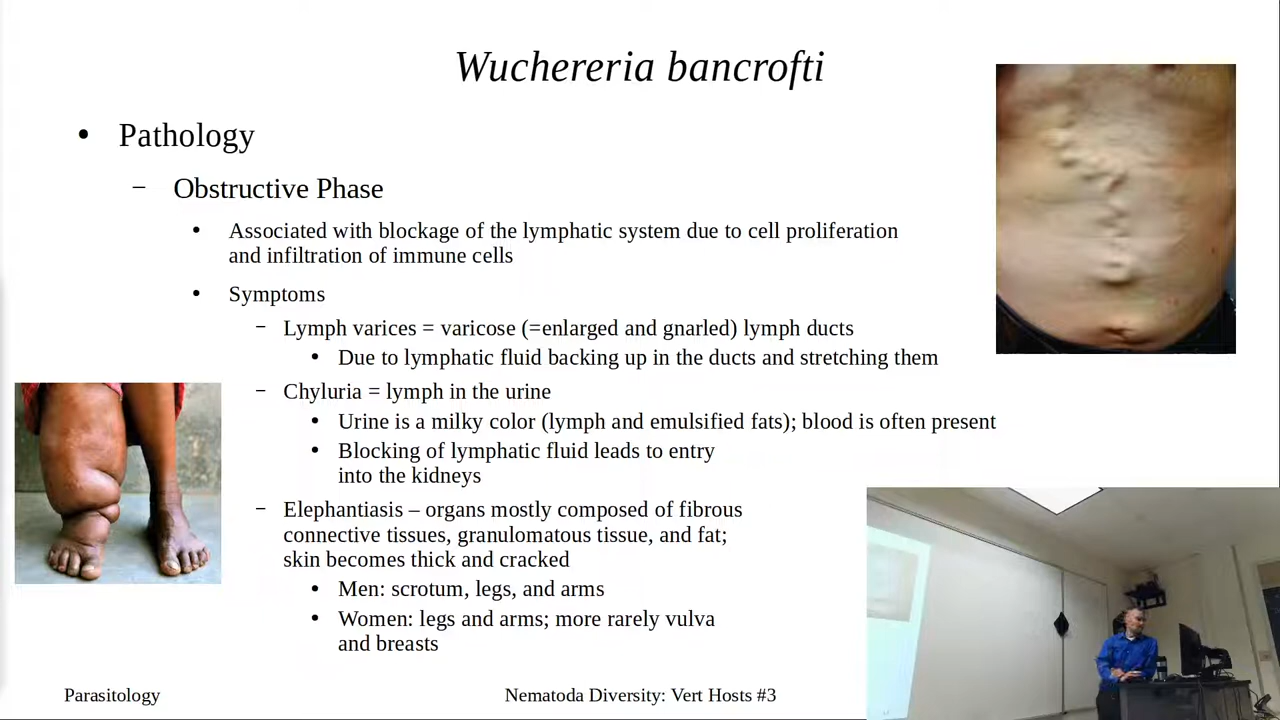 Wuchereria bancrofti
• Pathology
– Obstructive Phase
• Associated with blockage of the lymphatic system due to cell proliferation
and infiltration of immune cells
• Symptoms
– Lymph varices = varicose (=enlarged and gnarled) lymph ducts
• Due to lymphatic fluid backing up in the ducts and stretching them
– Chyluria = lymph in the urine
• Urine is a milky color (lymph and emulsified fats); blood is often present
• Blocking of lymphatic fluid leads to entry
into the kidneys
– Elephantiasis – organs mostly composed of fibrous
connective tissues, granulomatous tissue, and fat;
skin becomes thick and cracked
• Men: scrotum, legs, and arms
• Women: legs and arms; more rarely vulva
and breasts
Parasitology
Nematoda Diversity: Vert Hosts #3